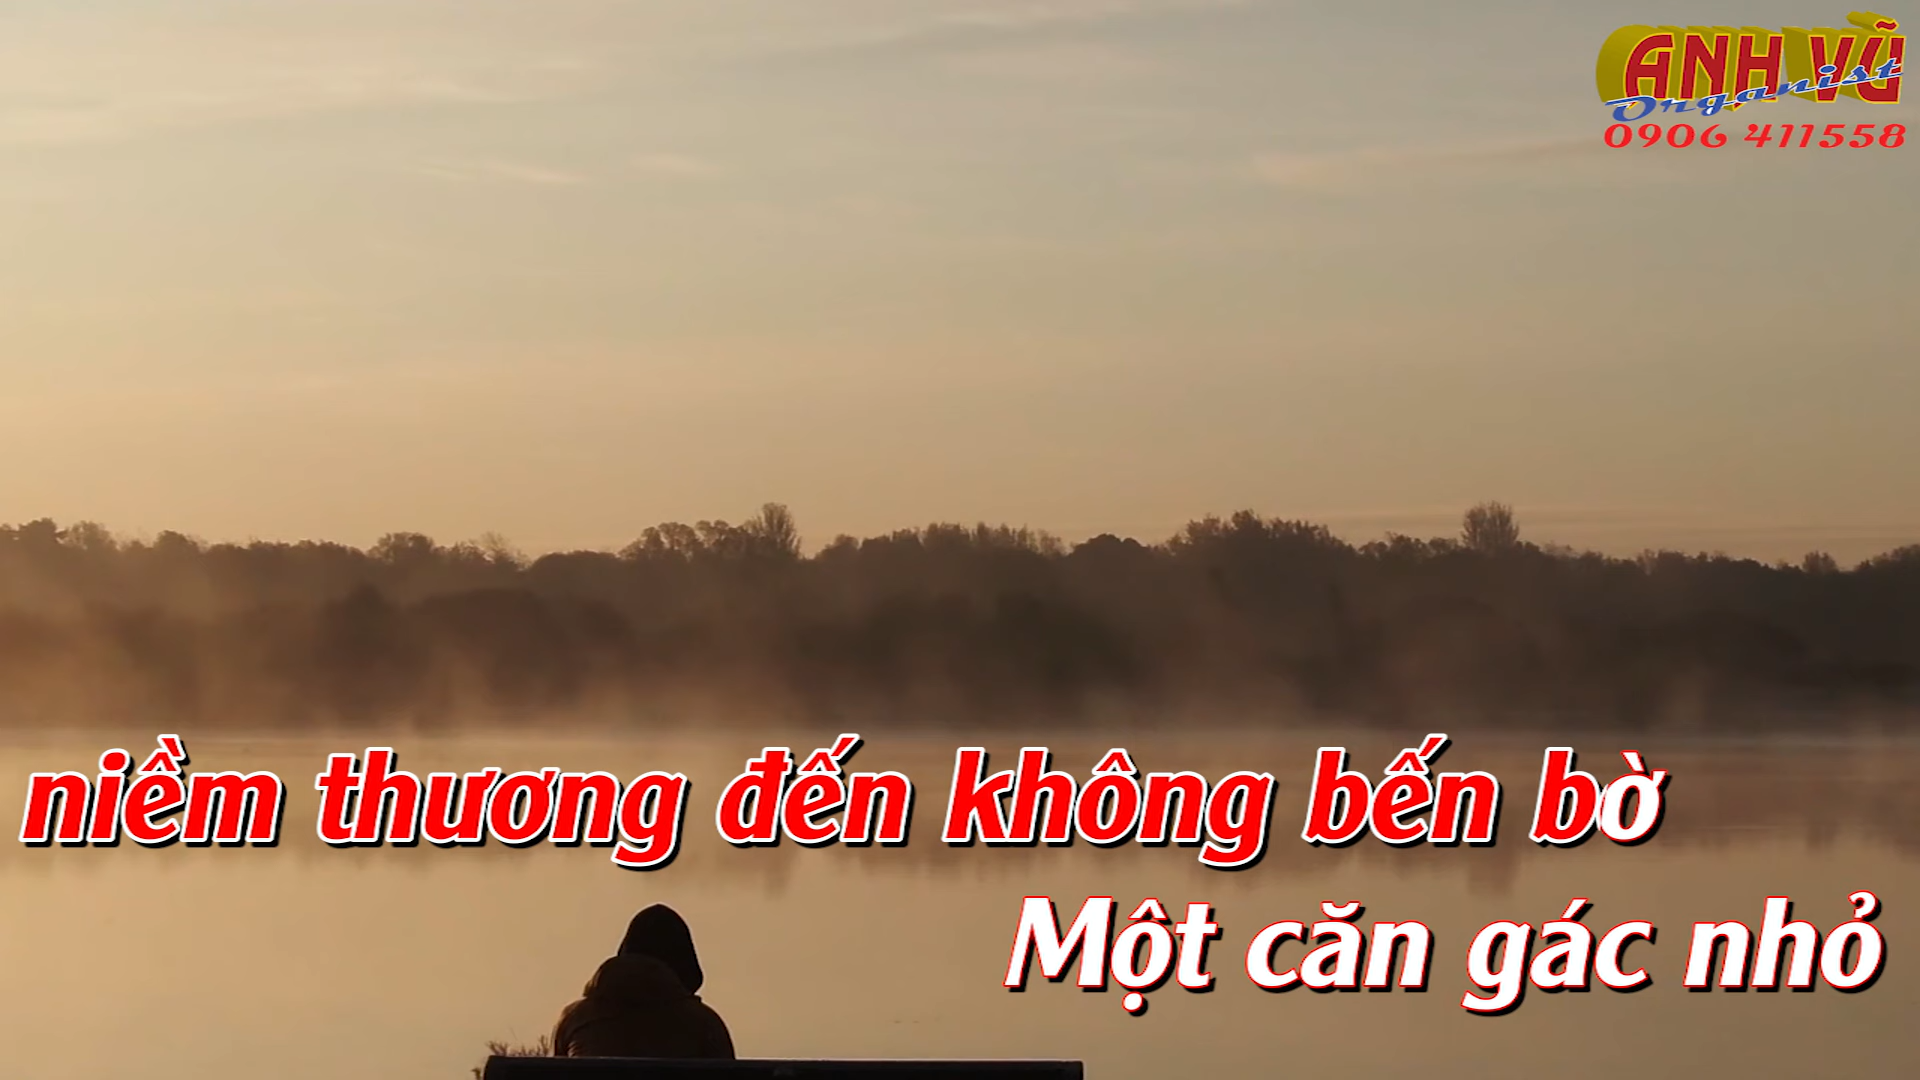 ANH VŨ
Organist
0906 411558
niềm thương đến không bến bờ
Một căn gác nhỏ